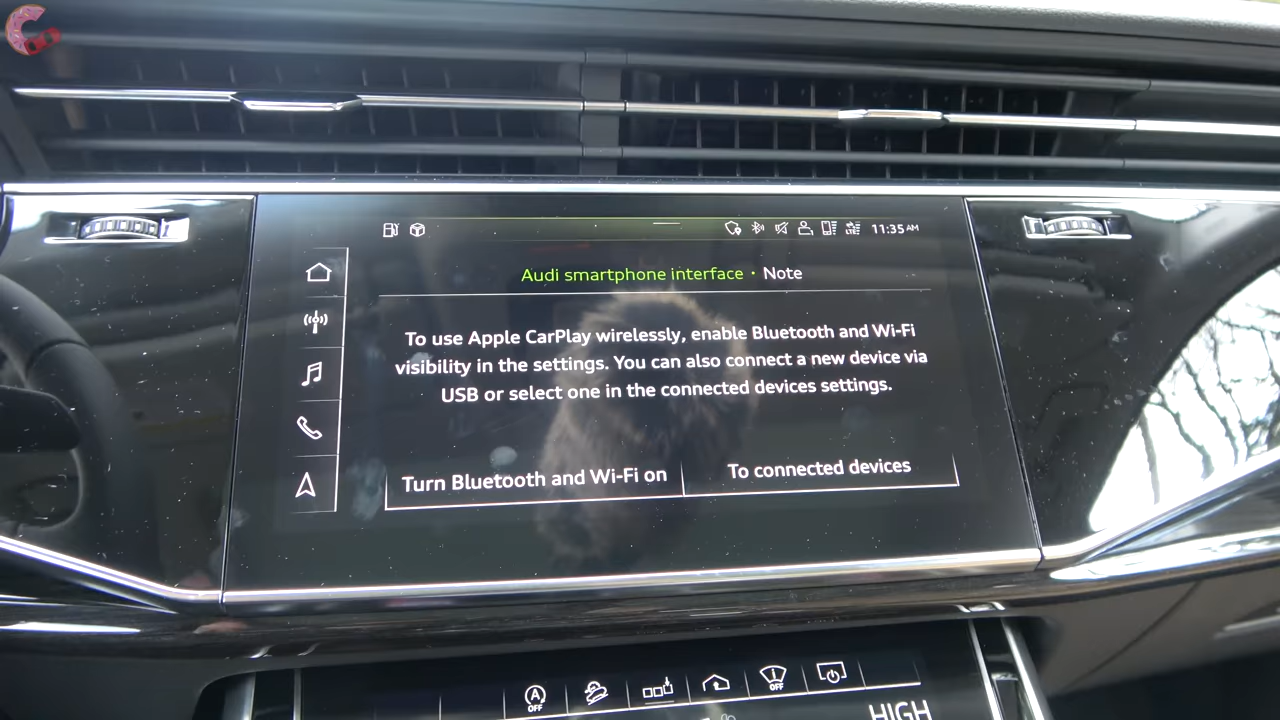 11:35 AM
Audi smartphone interface · Note
To use Apple CarPlay wirelessly, enable Bluetooth and Wi-Fi
visibility in the settings. You can also connect a new device via
USB or select one in the connected devices settings.
Turn Bluetooth and Wi-Fi on
To connected devices
A
OFF
OFF
HIGH